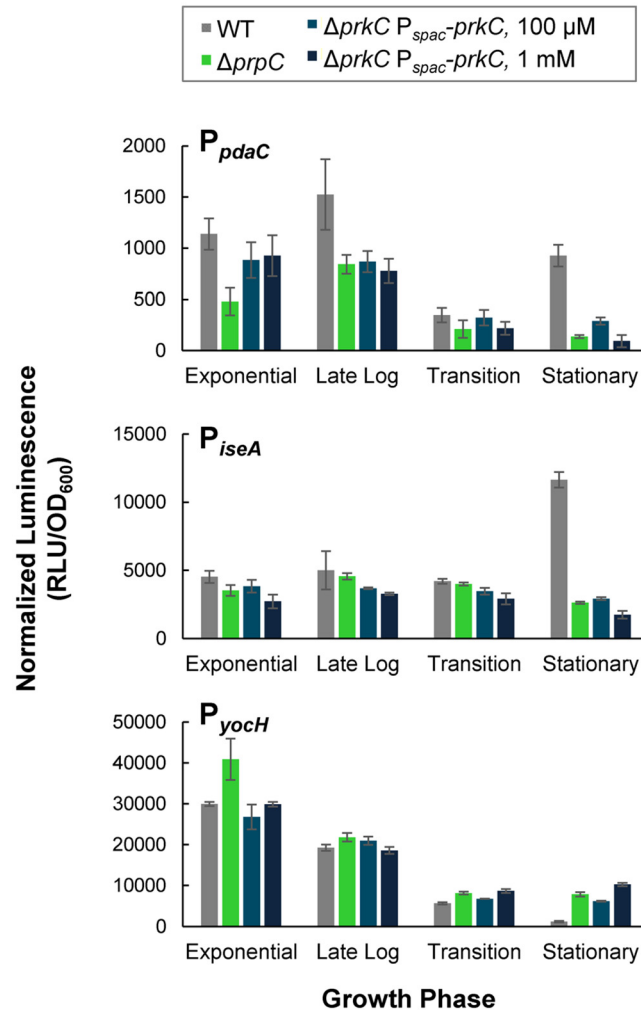 WT
ΔprkC Pspac-prkC, 100 µM
ΔprpC
ΔprkC Pspac-prkC, 1 mM
Normalized Luminescence
(RLU/OD600)
PpdaC
2000
1500
1000
500
0
Exponential Late Log Transition Stationary
PiseA
15000
10000
5000
0
Exponential Late Log Transition Stationary
PyocH
50000
40000
30000
20000
10000
0
Exponential Late Log Transition Stationary
Growth Phase